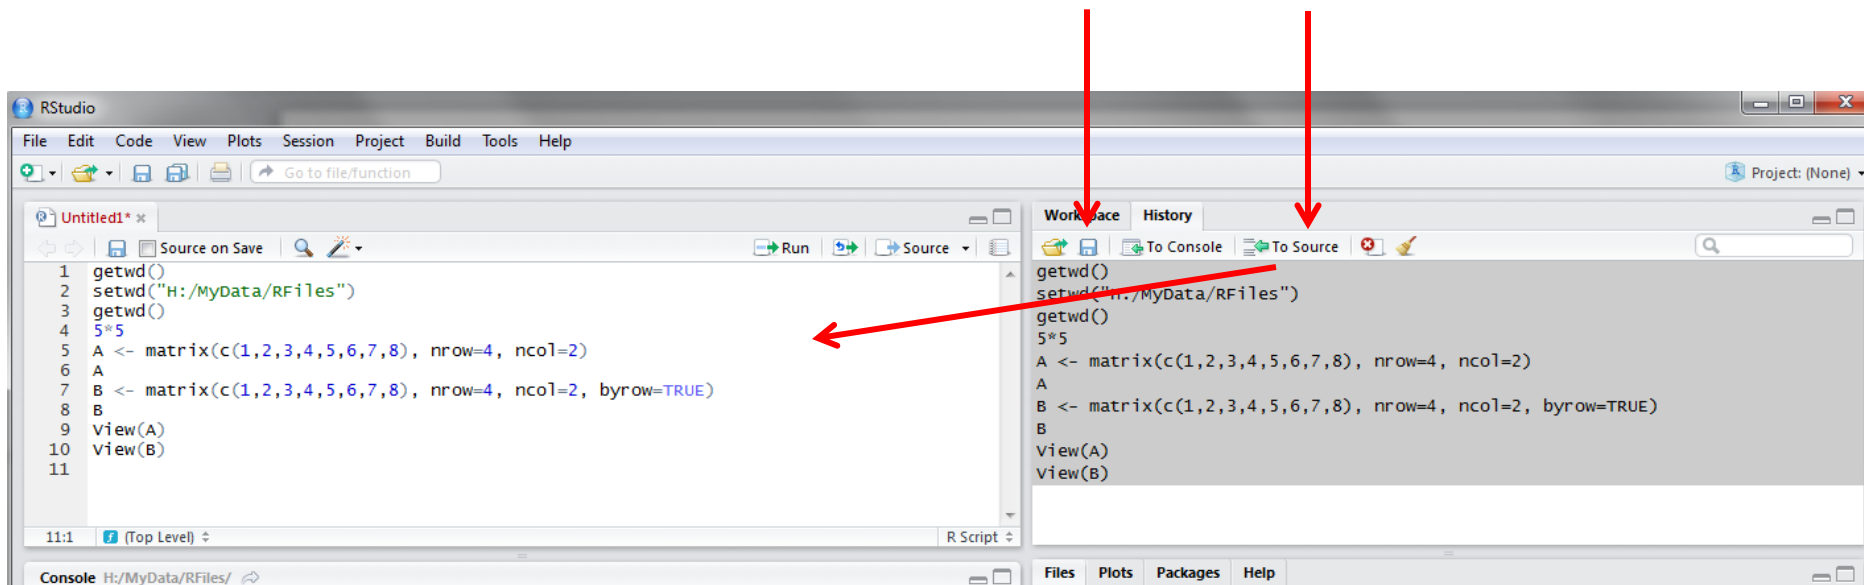 RStudio
File Edit Code View Plots Session Project Build Tools Help
Go to file/function
Project: (None)
Untitled1*
Source on Save
Run
Source
1 getwd()
2 setwd("H:/MyData/RFiles")
3 getwd()
4 5*5
5 A <- matrix(c(1,2,3,4,5,6,7,8), nrow=4, ncol=2)
6 A
7 B <- matrix(c(1,2,3,4,5,6,7,8), nrow=4, ncol=2, byrow=TRUE)
8 B
9 View(A)
10 View(B)
11
11:1 (Top Level) R Script
Console H:/MyData/RFiles/
Workspace History
To Console To Source
getwd()
setwd("H:/MyData/RFiles")
getwd()
5*5
A <- matrix(c(1,2,3,4,5,6,7,8), nrow=4, ncol=2)
A
B <- matrix(c(1,2,3,4,5,6,7,8), nrow=4, ncol=2, byrow=TRUE)
B
View(A)
View(B)
Files Plots Packages Help